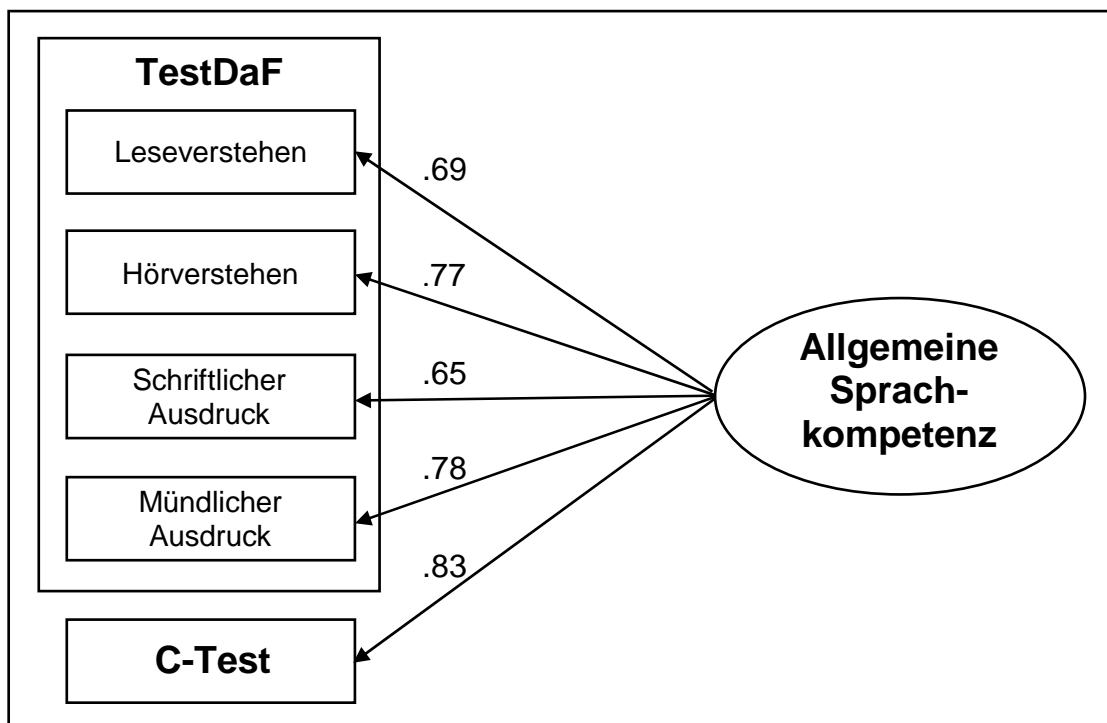 TestDaF
Leseverstehen
.69
Hörverstehen
.77
Schriftlicher
Ausdruck
.65
Mündlicher
Ausdruck
.78
C-Test
.83
Allgemeine
Sprach-
kompetenz